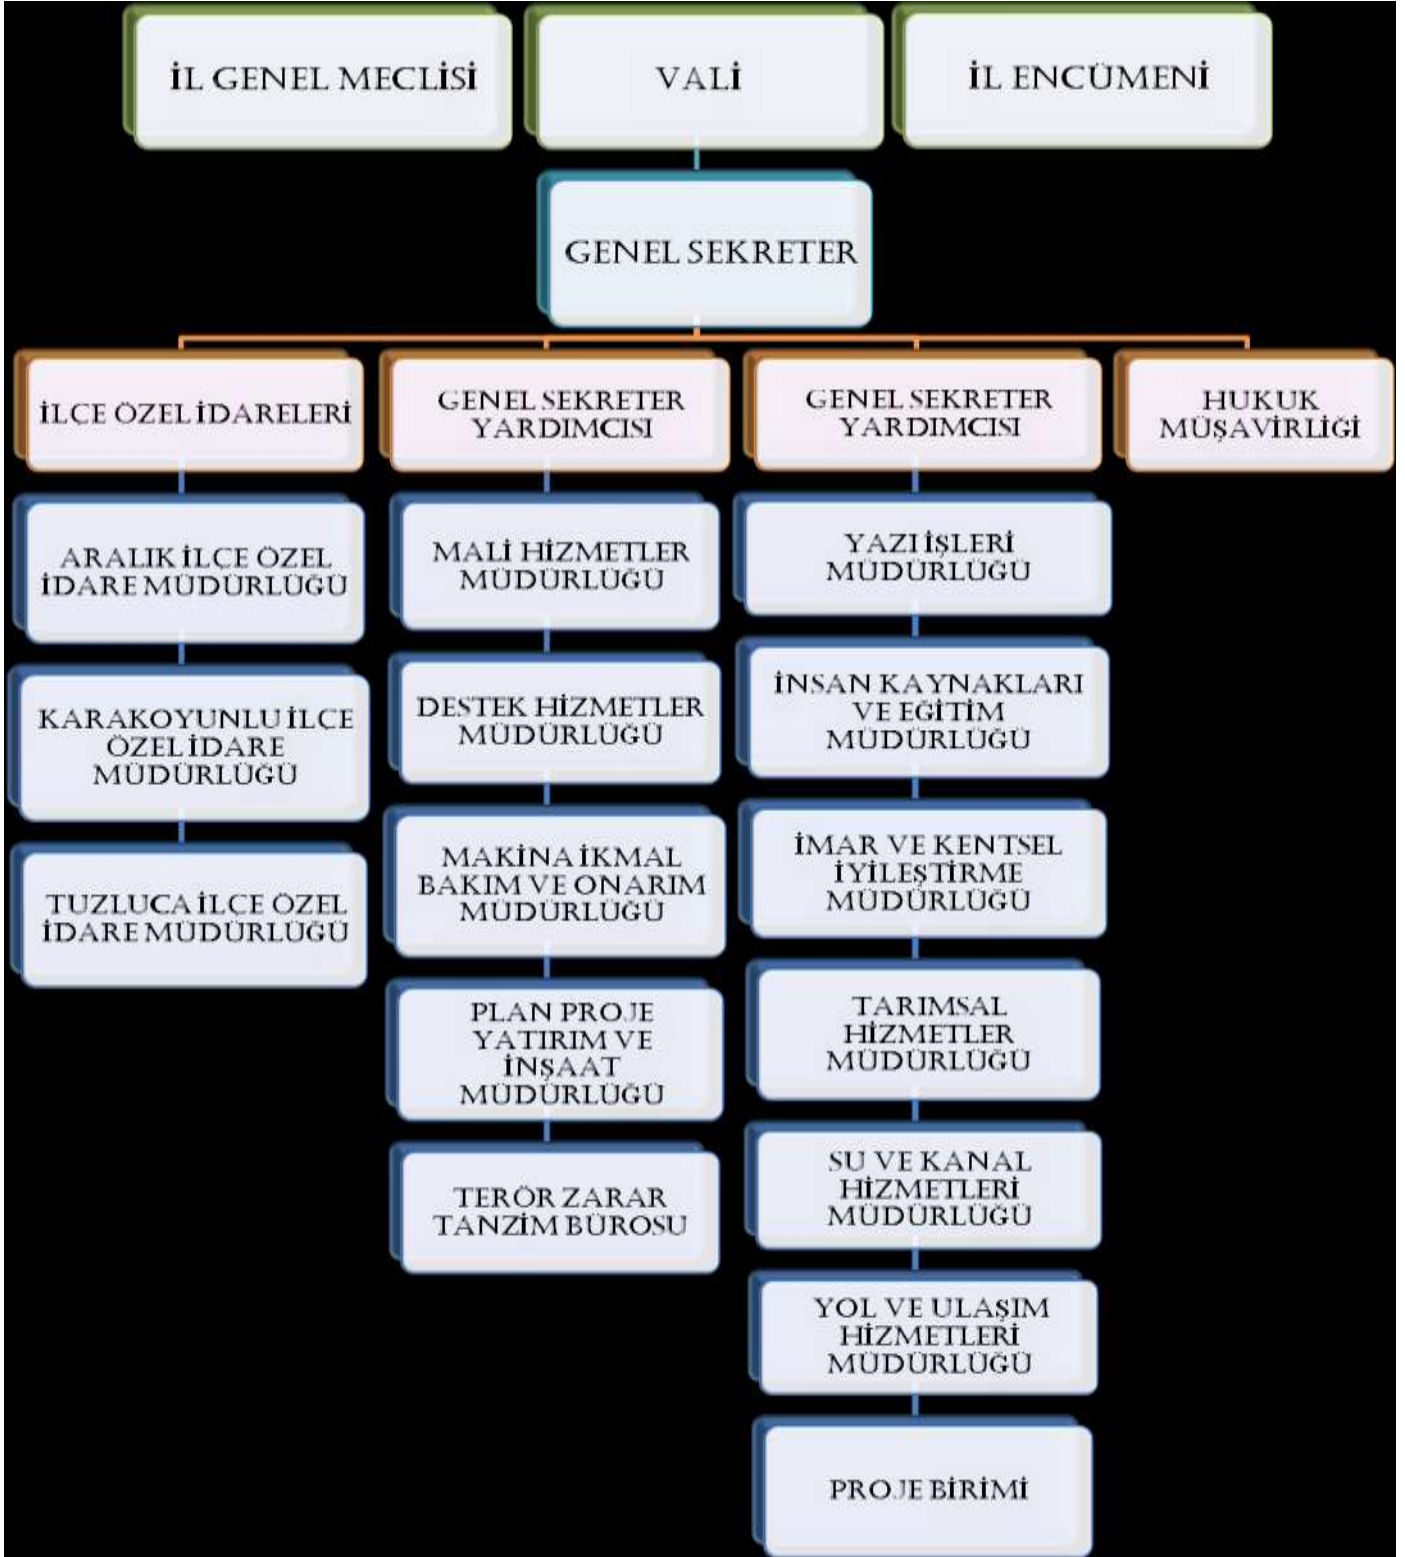 İL GENEL MECLİSİ
VALİ
İL ENCÜMENİ
GENEL SEKRETER
İLÇE ÖZEL İDARELERİ
GENEL SEKRETER
YARDIMCISI
GENEL SEKRETER
YARDIMCISI
HUKUK
MÜŞAVİRLİĞİ
ARALIK İLÇE ÖZEL
İDARE MÜDÜRLÜĞÜ
KARAKOYUNLU İLÇE
ÖZEL İDARE
MÜDÜRLÜĞÜ
TUZLUCA İLÇE ÖZEL
İDARE MÜDÜRLÜĞÜ
MALİ HİZMETLER
MÜDÜRLÜĞÜ
DESTEK HİZMETLER
MÜDÜRLÜĞÜ
MAKİNA İKMAL
BAKIM VE ONARIM
MÜDÜRLÜĞÜ
PLAN PROJE
YATIRIM VE
İNŞAAT
MÜDÜRLÜĞÜ
TERÖR ZARAR
TANZİM BÜROSU
YAZI İŞLERİ
MÜDÜRLÜĞÜ
İNSAN KAYNAKLARI
VE EĞİTİM
MÜDÜRLÜĞÜ
İMAR VE KENTSEL
İYİLEŞTİRME
MÜDÜRLÜĞÜ
TARIMSAL
HİZMETLER
MÜDÜRLÜĞÜ
SU VE KANAL
HİZMETLERİ
MÜDÜRLÜĞÜ
YOL VE ULAŞIM
HİZMETLERİ
MÜDÜRLÜĞÜ
PROJE BİRİMİ